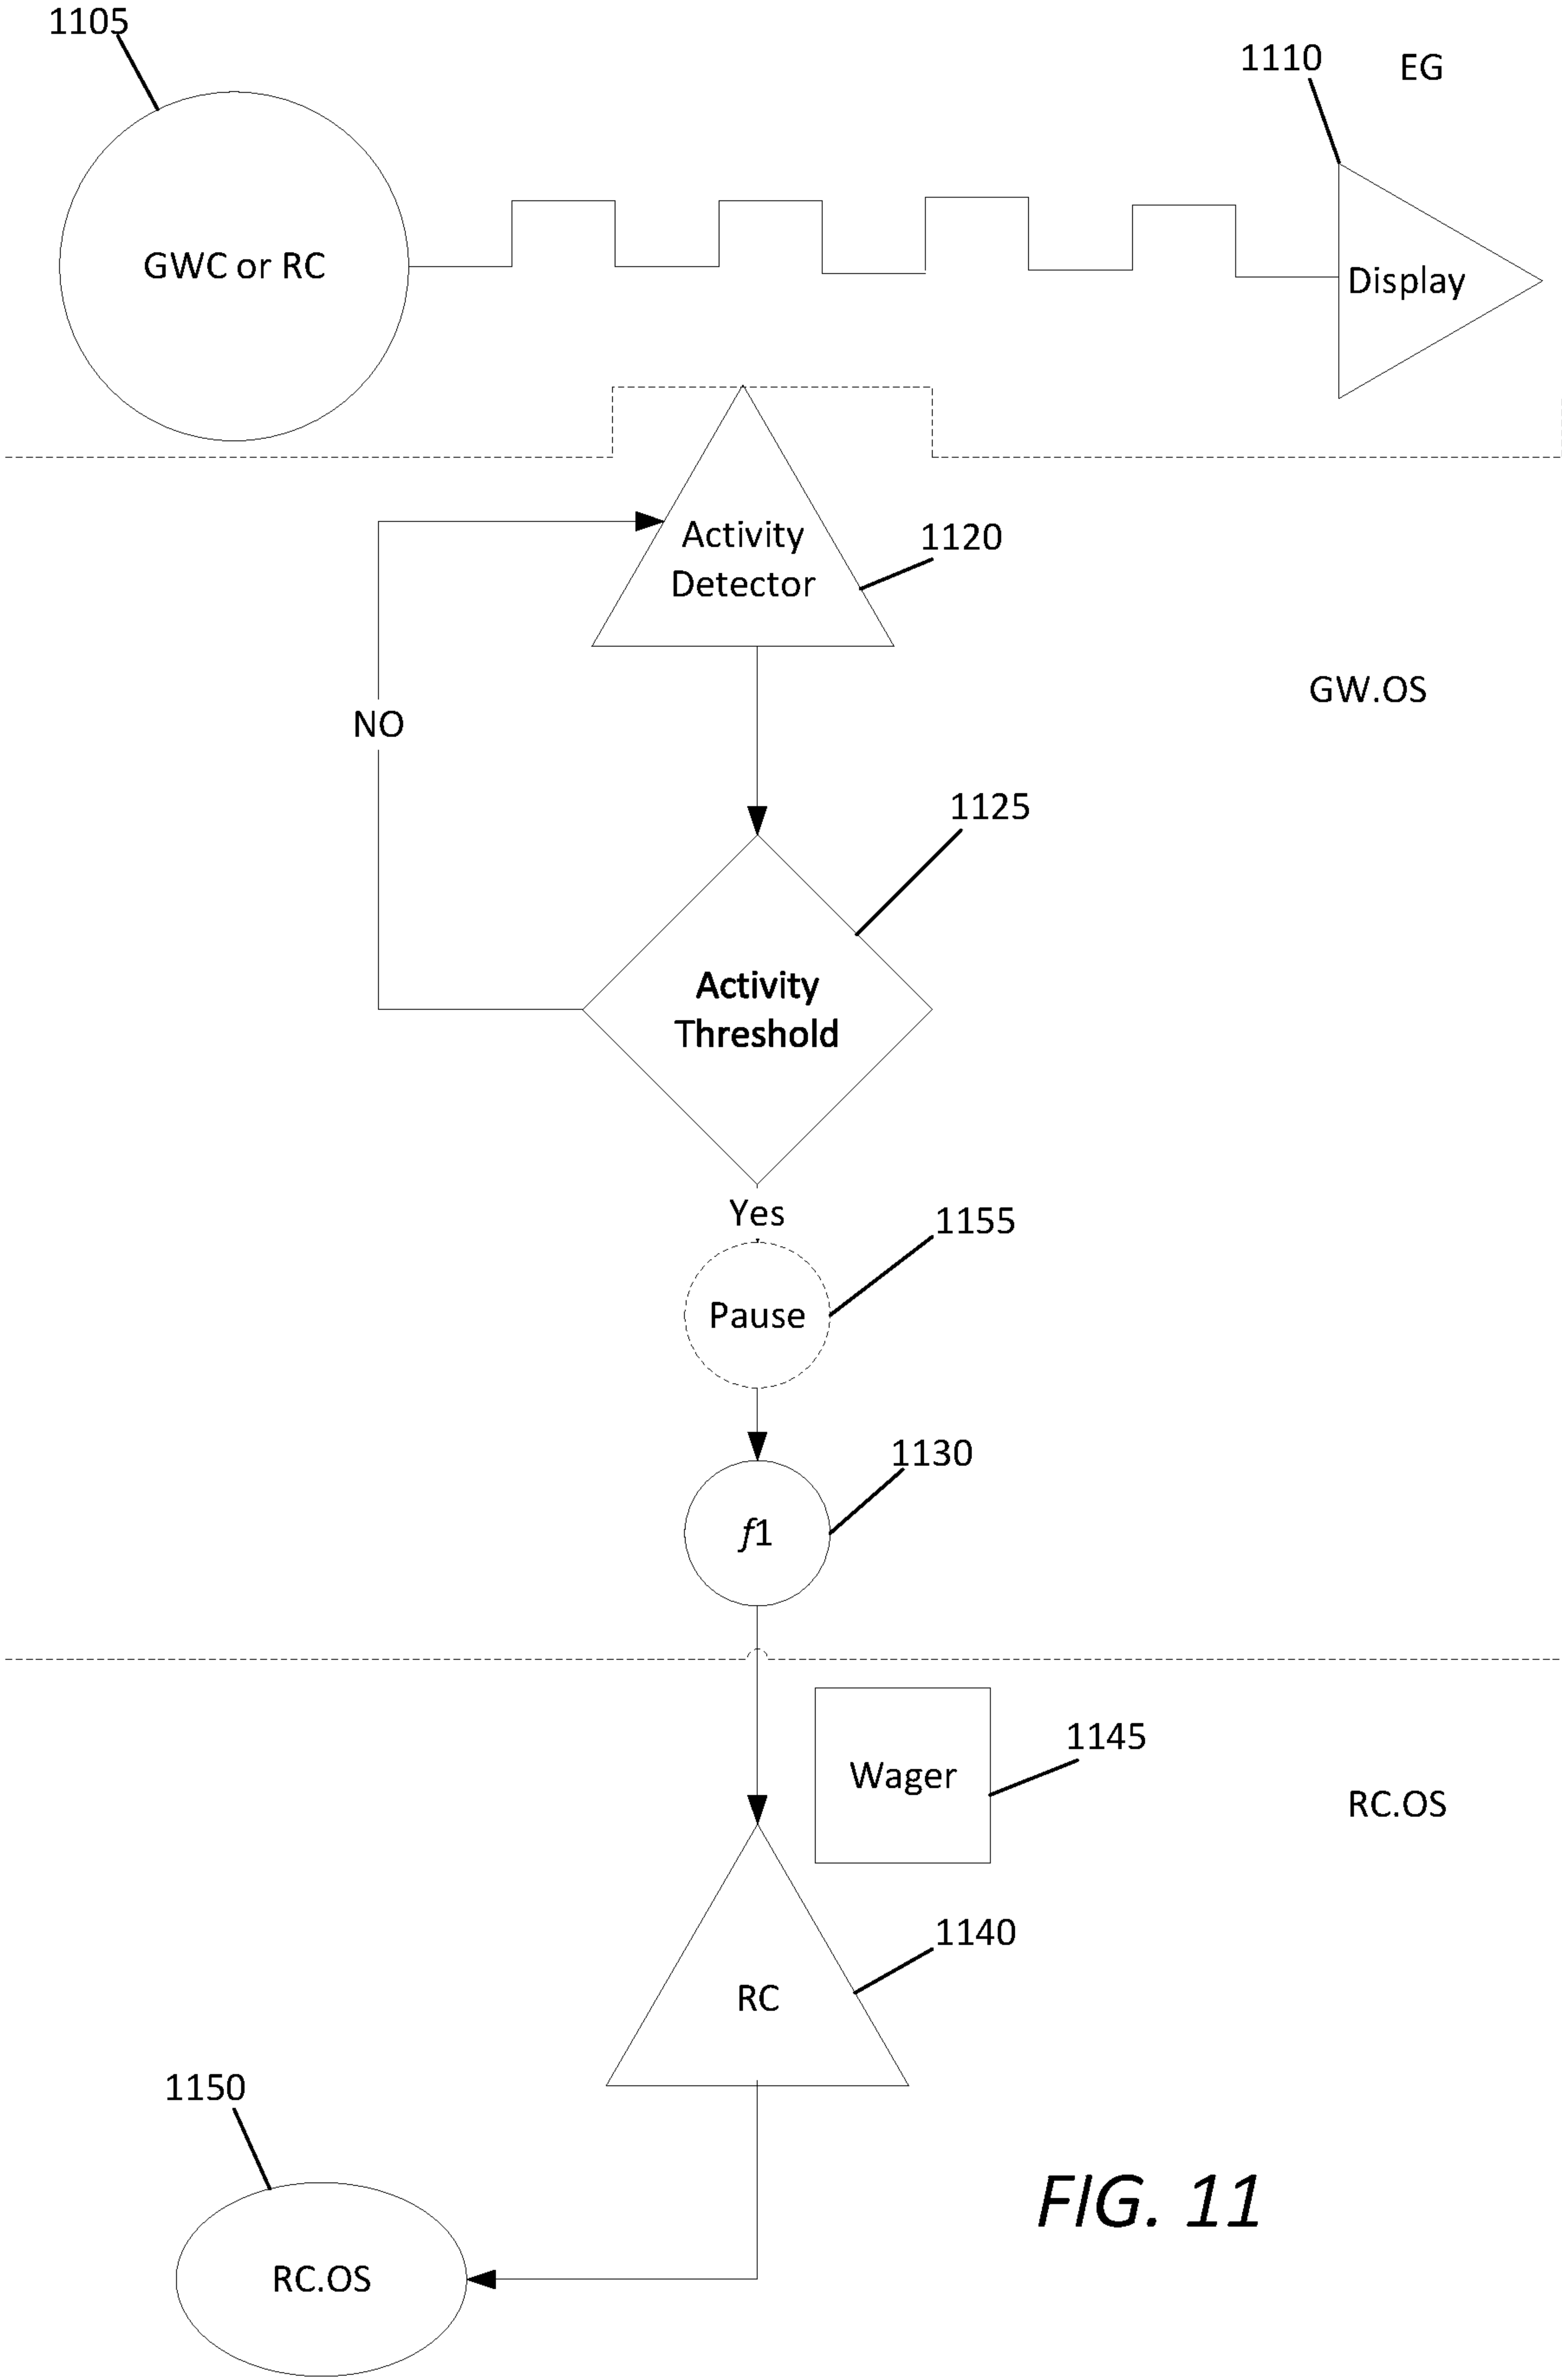 1105
1110
EG
GWC or RC
Display
Activity
Detector
1120
GW.OS
NO
1125
Activity
Threshold
Yes
1155
Pause
1130
f1
1145
Wager
RC.OS
1140
RC
1150
FIG. 11
RC.OS